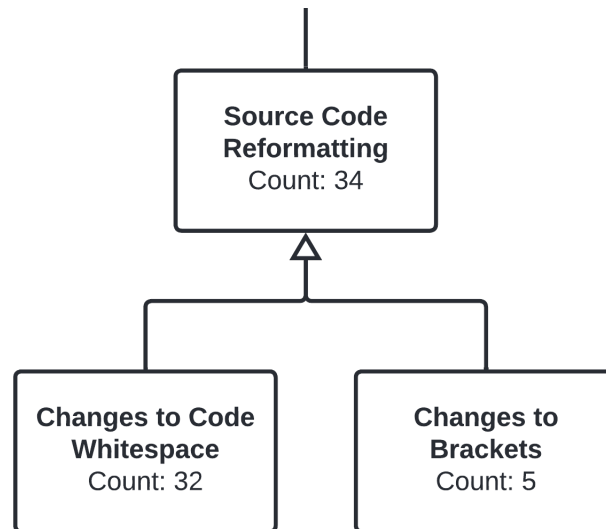 Source Code
Reformatting
Count: 34
Changes to Code
Whitespace
Count: 32
Changes to
Brackets
Count: 5